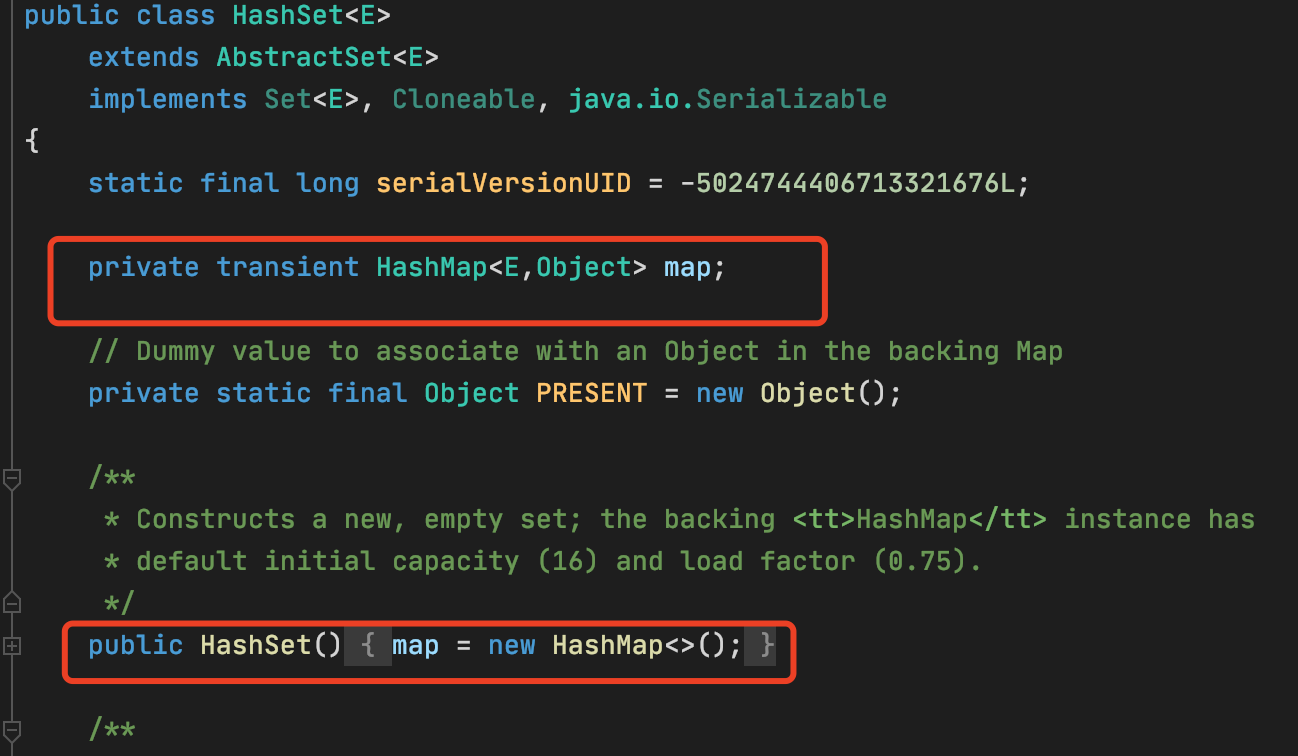 public class HashSet<E>
    extends AbstractSet<E>
    implements Set<E>, Cloneable, java.io.Serializable
{
    static final long serialVersionUID = -5024744406713321676L;
    private transient HashMap<E,Object> map;
    // Dummy value to associate with an Object in the backing Map
    private static final Object PRESENT = new Object();
    /**
     * Constructs a new, empty set; the backing <tt>HashMap</tt> instance has
     * default initial capacity (16) and load factor (0.75).
     */
    public HashSet() { map = new HashMap<>(); }
    /**